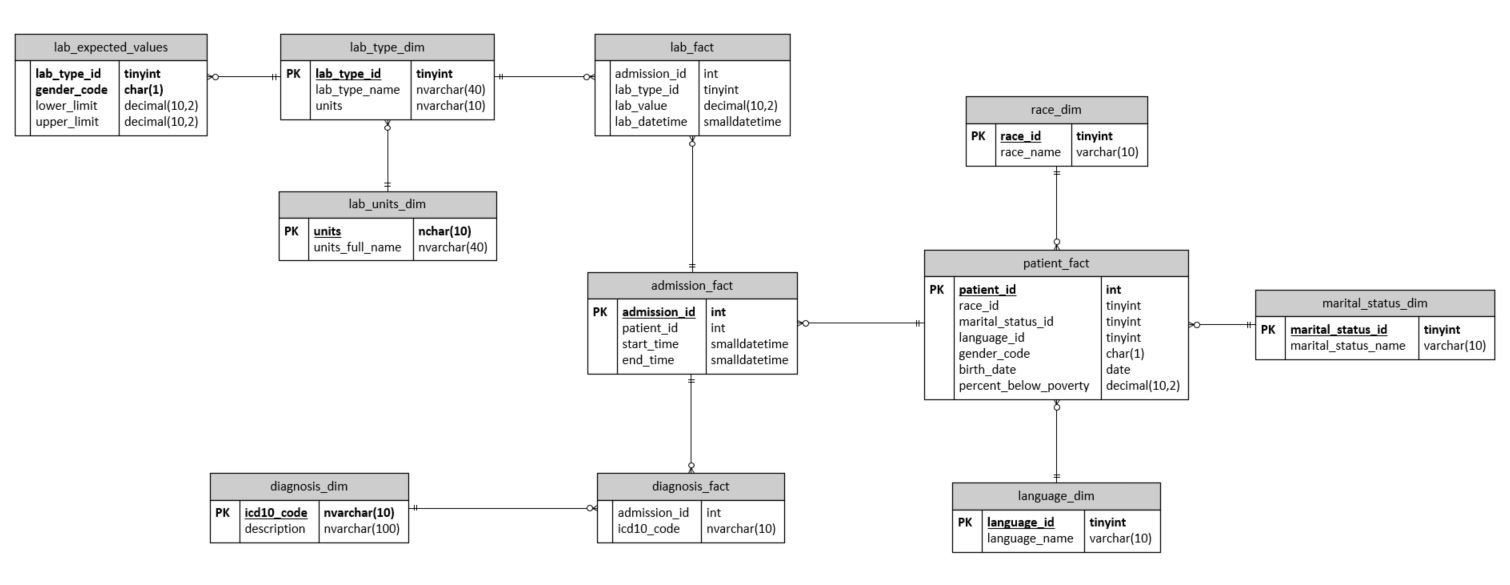 lab_expected_values
lab_type_id tinyint
gender_code char(1)
lower_limit decimal(10,2)
upper_limit decimal(10,2)
lab_type_dim
PK lab_type_id tinyint
lab_type_name nvarchar(40)
units nvarchar(10)
lab_fact
admission_id int
lab_type_id tinyint
lab_value decimal(10,2)
lab_datetime smalldatetime
race_dim
PK race_id tinyint
race_name varchar(10)
lab_units_dim
PK units nchar(10)
units_full_name nvarchar(40)
admission_fact
PK admission_id int
patient_id int
start_time smalldatetime
end_time smalldatetime
patient_fact
PK patient_id int
race_id tinyint
marital_status_id tinyint
language_id tinyint
gender_code char(1)
birth_date date
percent_below_poverty decimal(10,2)
marital_status_dim
PK marital_status_id tinyint
marital_status_name varchar(10)
diagnosis_dim
PK icd10_code nvarchar(10)
description nvarchar(100)
diagnosis_fact
admission_id int
icd10_code nvarchar(10)
language_dim
PK language_id tinyint
language_name varchar(10)